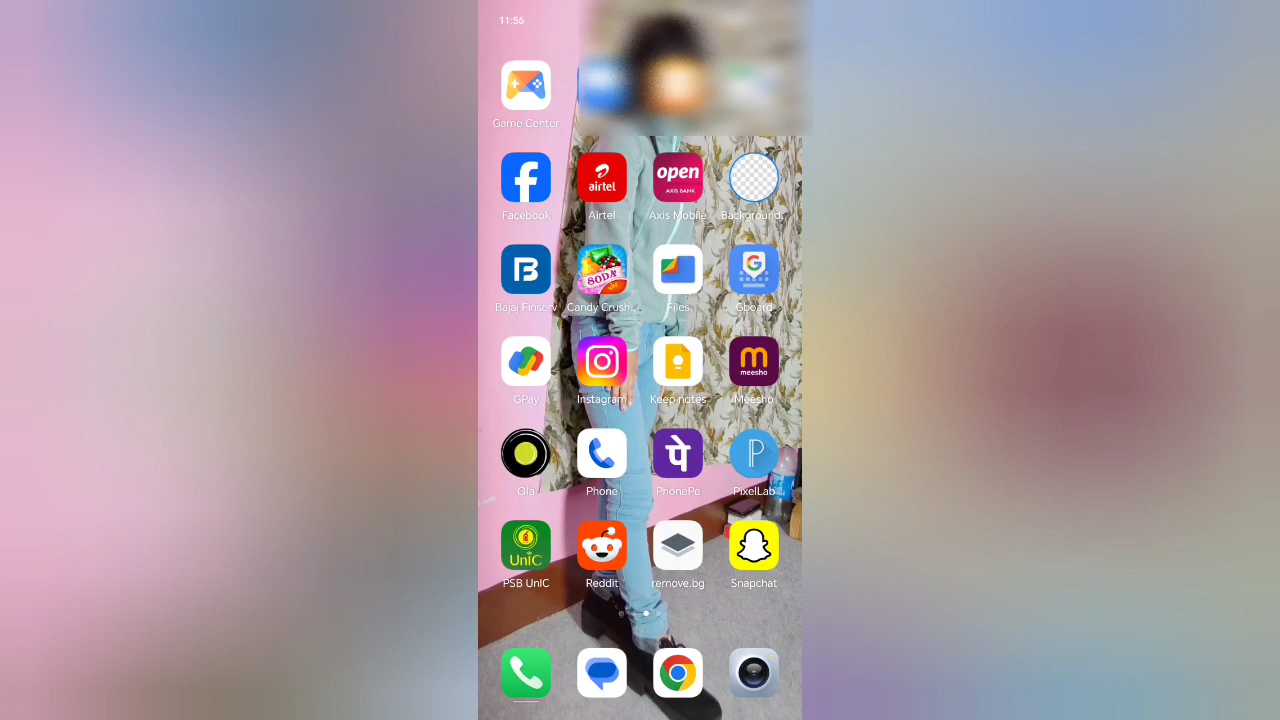 11:56
Game Center
airtel
open
AXIS BANK
Facebook
Airtel
Axis Mobile
Background...
SODA
Bajaj Finserv
Candy Crush...
Files
Gboard
meesho
GPay
Instagram
Keep notes
Meesho
पे
P
Ola
Phone
PhonePe
PixelLab
UniC
PSB UniC
Reddit
remove.bg
Snapchat